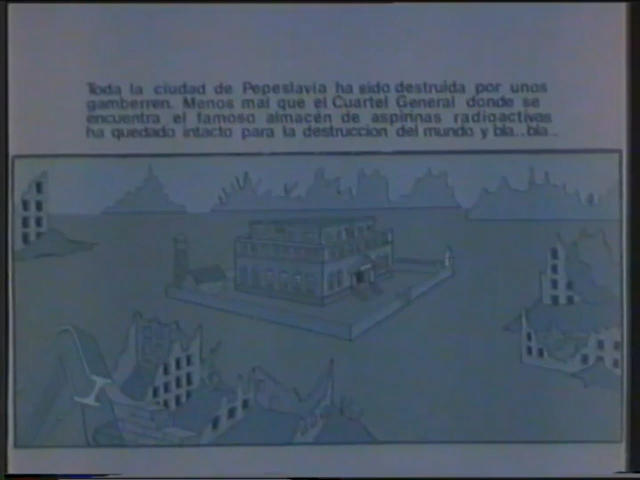 Toda la ciudad de Pepeslavia ha sido destruida por unos
gamberren. Menos mal que el Cuartel General donde se
encuentra el famoso almacén de aspirinas radioactivas
ha quedado intacto para la destruccion del mundo y bla..bla..